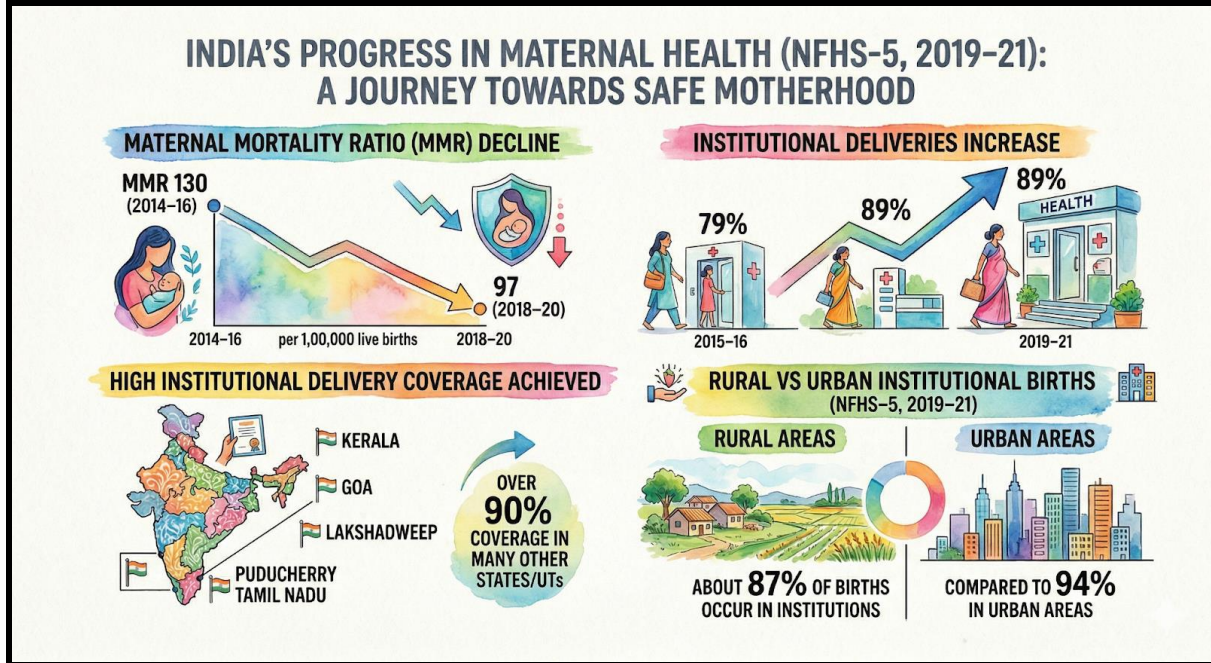 INDIA'S PROGRESS IN MATERNAL HEALTH (NFHS-5, 2019-21):
A JOURNEY TOWARDS SAFE MOTHERHOOD
MATERNAL MORTALITY RATIO (MMR) DECLINE
MMR 130
(2014-16)
97
(2018-20)
2014-16
per 1,00,000 live births
2018-20
INSTITUTIONAL DELIVERIES INCREASE
79%
89%
89%
HEALTH
2015-16
2019-21
HIGH INSTITUTIONAL DELIVERY COVERAGE ACHIEVED
KERALA
GOA
LAKSHADWEEP
PUDUCHERRY
TAMIL NADU
OVER
90%
COVERAGE IN
MANY OTHER
STATES/UTs
RURAL VS URBAN INSTITUTIONAL BIRTHS
(NFHS-5, 2019-21)
RURAL AREAS
ABOUT 87% OF BIRTHS
OCCUR IN INSTITUTIONS
URBAN AREAS
COMPARED TO 94%
IN URBAN AREAS